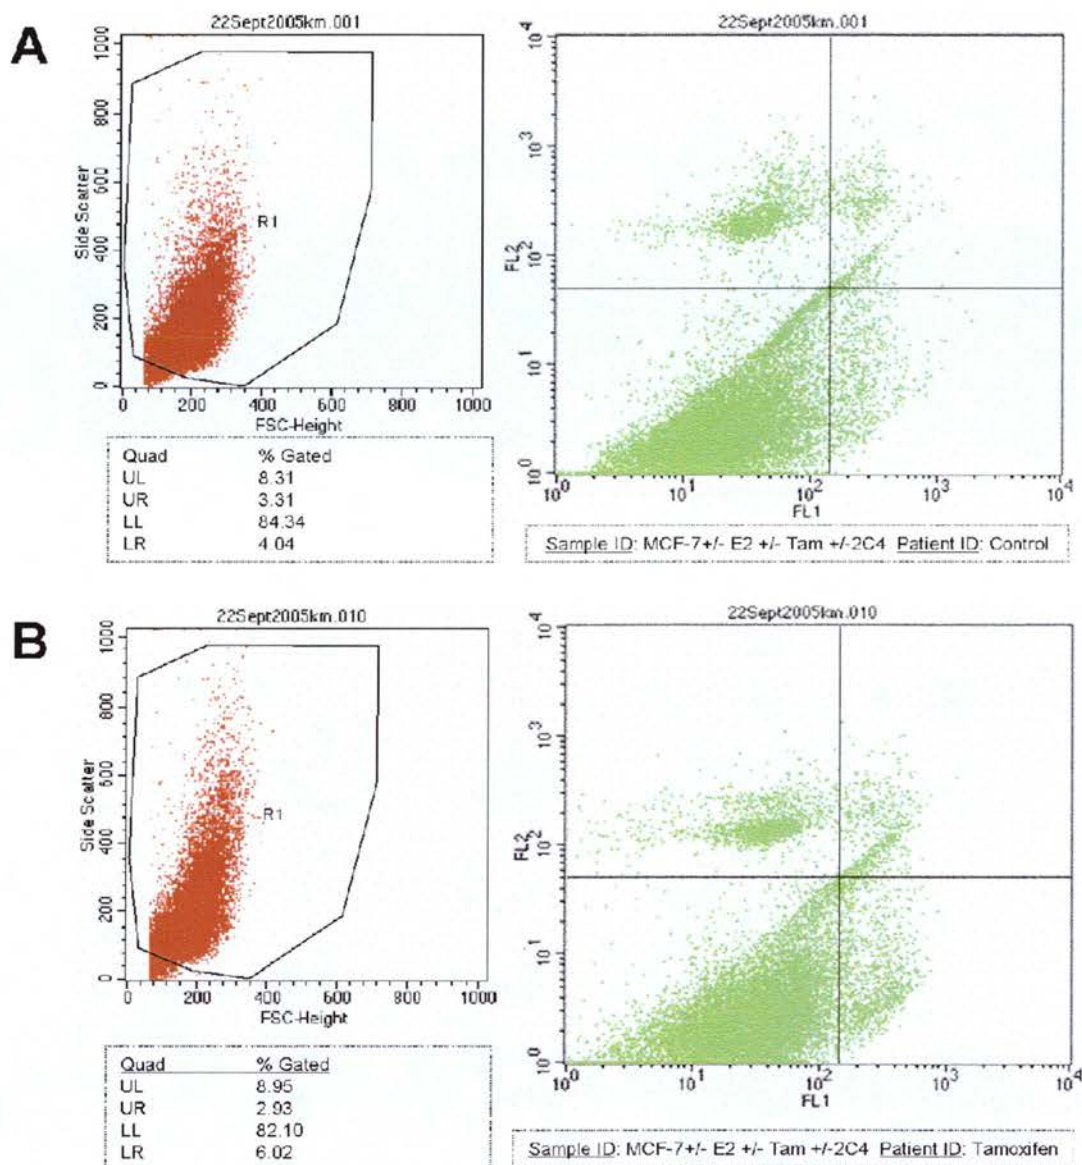 A
22Sept2005km.001
1000
800
600
400
200
0
Side Scatter
R1
0 200 400 600 800 1000
FSC-Height
Quad % Gated
UL 8.31
UR 3.31
LL 84.34
LR 4.04
22Sept2005km.001
10^4
10^3
10^2
10^1
10^0
FL2
10^0 10^1 10^2 10^3 10^4
FL1
Sample ID: MCF-7+/- E2 +/- Tam +/-2C4 Patient ID: Control
B
22Sept2005km.010
1000
800
600
400
200
0
Side Scatter
R1
0 200 400 600 800 1000
FSC-Height
Quad % Gated
UL 8.95
UR 2.93
LL 82.10
LR 6.02
22Sept2005km.010
10^4
10^3
10^2
10^1
10^0
FL2
10^0 10^1 10^2 10^3 10^4
FL1
Sample ID: MCF-7+/- E2 +/- Tam +/-2C4 Patient ID: Tamoxifen